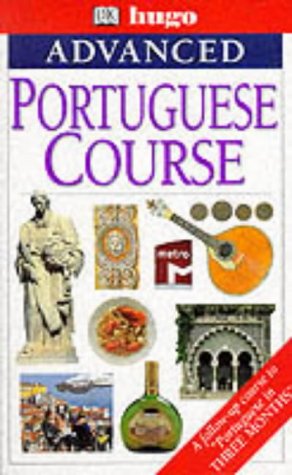 DK hugo
ADVANCED
PORTUGUESE
COURSE
metro
A follow-up course to
"Portuguese in
THREE MONTHS"